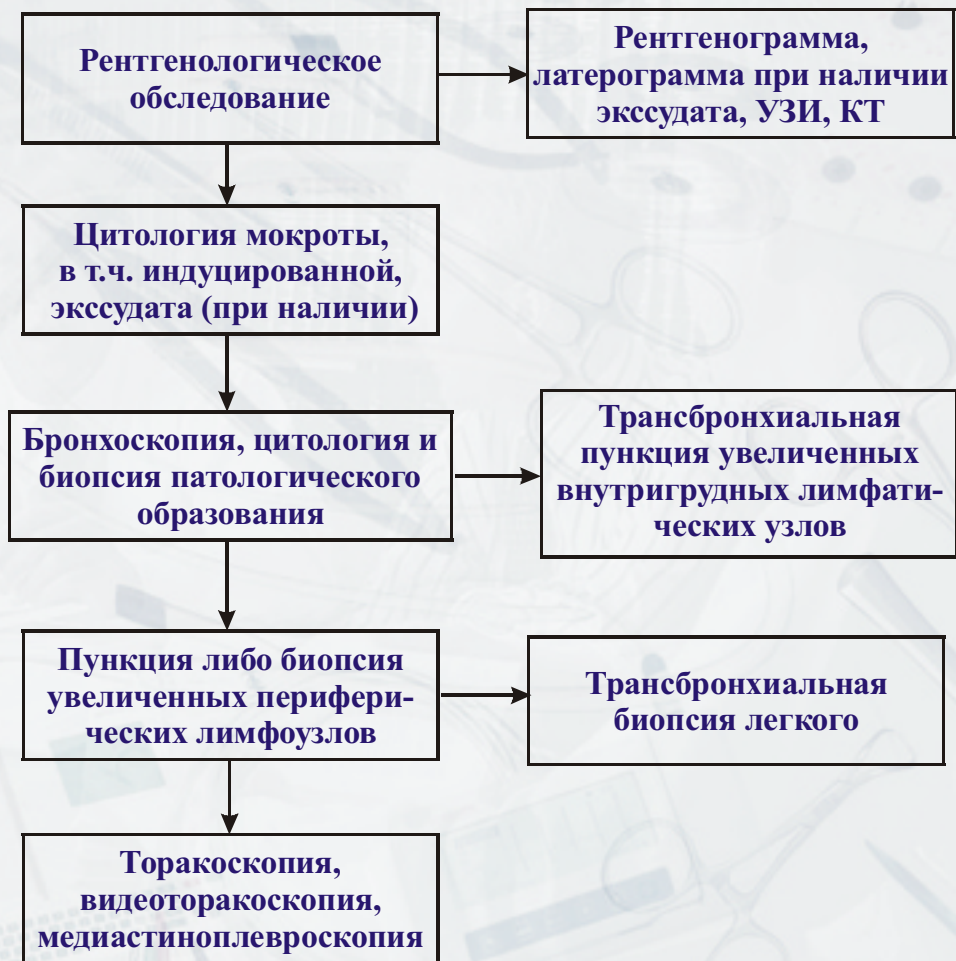 Рентгенологическое
обследование
Рентгенограмма,
латерограмма при наличии
экссудата, УЗИ, КТ
Цитология мокроты,
в т.ч. индуцированной,
экссудата (при наличии)
Бронхоскопия, цитология и
биопсия патологического
образования
Трансбронхиальная
пункция увеличенных
внутригрудных лимфати-
ческих узлов
Пункция либо биопсия
увеличенных перифери-
ческих лимфоузлов
Трансбронхиальная
биопсия легкого
Торакоскопия,
видеоторакоскопия,
медиастиноплевроскопия